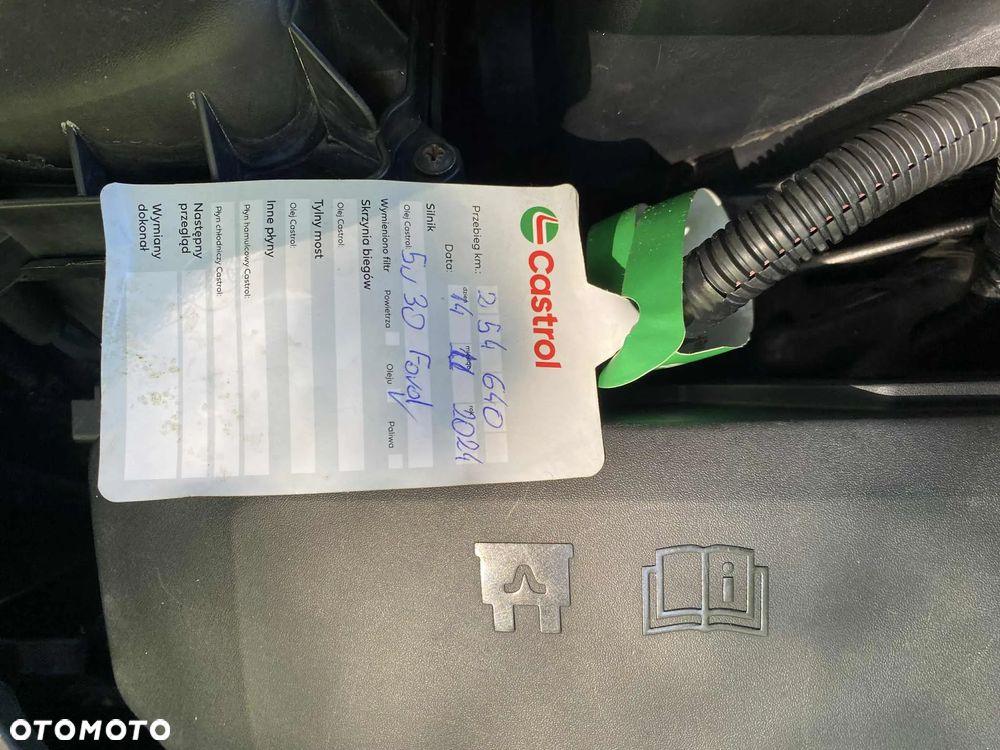 Castrol
Przebieg km.: 254 640
Data: 14 2024
Silnik
Olej Castrol: 5w30 Ford
Wymieniono filtr Powietrza Oleju Paliwa
Skrzynia biegów
Olej Castrol:
Tylny most
Olej Castrol:
Inne płyny
Płyn hamulcowy Castrol:
Płyn chłodniczy Castrol:
Następny
przegląd
Wymiany
dokonał
i
OTOMOTO